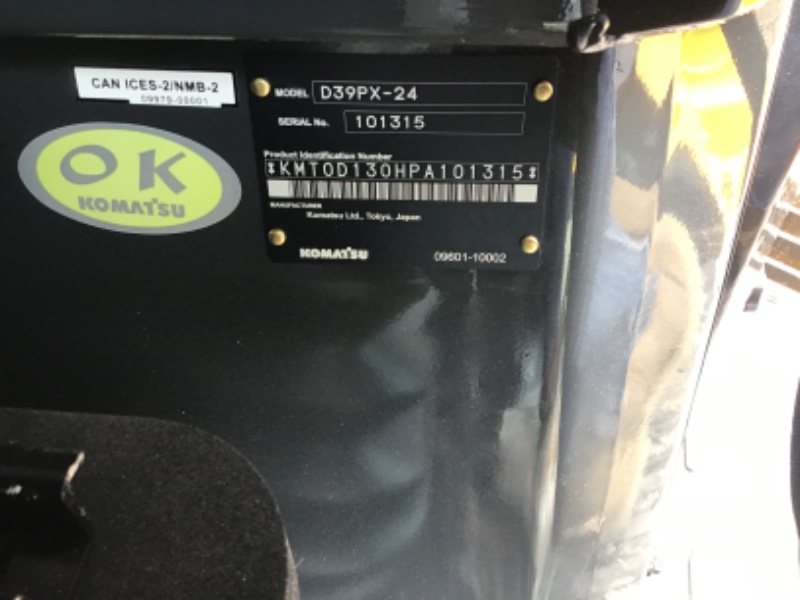 CAN ICES-2/NMB-2
09975-03001
OK
KOMATSU
MODEL D39PX-24
SERIAL No. 101315
Product Identification Number
*KMT0D130HPA101315*
MANUFACTURER
Komatsu Ltd., Tokyo, Japan
KOMATSU 09601-10002